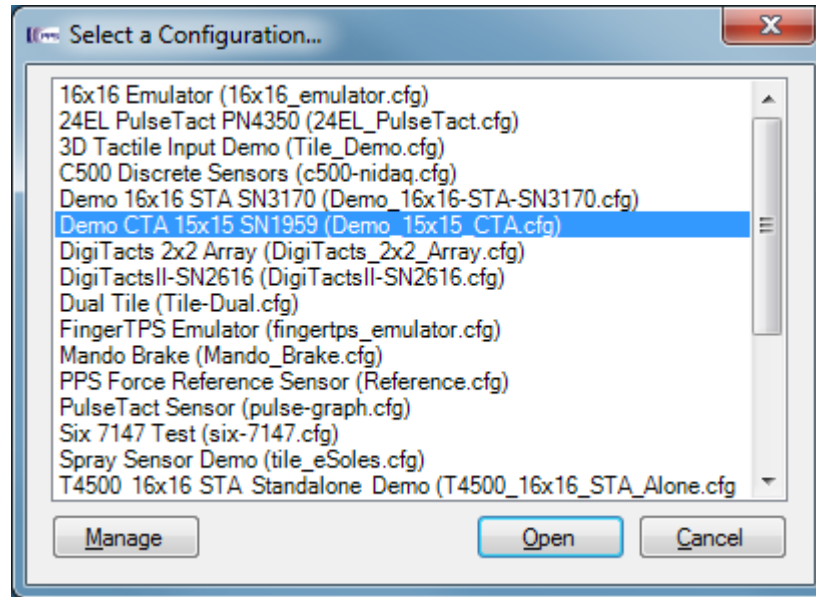 PPS Select a Configuration...
16x16 Emulator (16x16_emulator.cfg)
24EL PulseTact PN4350 (24EL_PulseTact.cfg)
3D Tactile Input Demo (Tile_Demo.cfg)
C500 Discrete Sensors (c500-nidaq.cfg)
Demo 16x16 STA SN3170 (Demo_16x16-STA-SN3170.cfg)
Demo CTA 15x15 SN1959 (Demo_15x15_CTA.cfg)
DigiTacts 2x2 Array (DigiTacts_2x2_Array.cfg)
DigiTactsII-SN2616 (DigiTactsII-SN2616.cfg)
Dual Tile (Tile-Dual.cfg)
FingerTPS Emulator (fingertps_emulator.cfg)
Mando Brake (Mando_Brake.cfg)
PPS Force Reference Sensor (Reference.cfg)
PulseTact Sensor (pulse-graph.cfg)
Six 7147 Test (six-7147.cfg)
Spray Sensor Demo (tile_eSoles.cfg)
T4500 16x16 STA Standalone Demo (T4500_16x16_STA_Alone.cfg
Manage Open Cancel